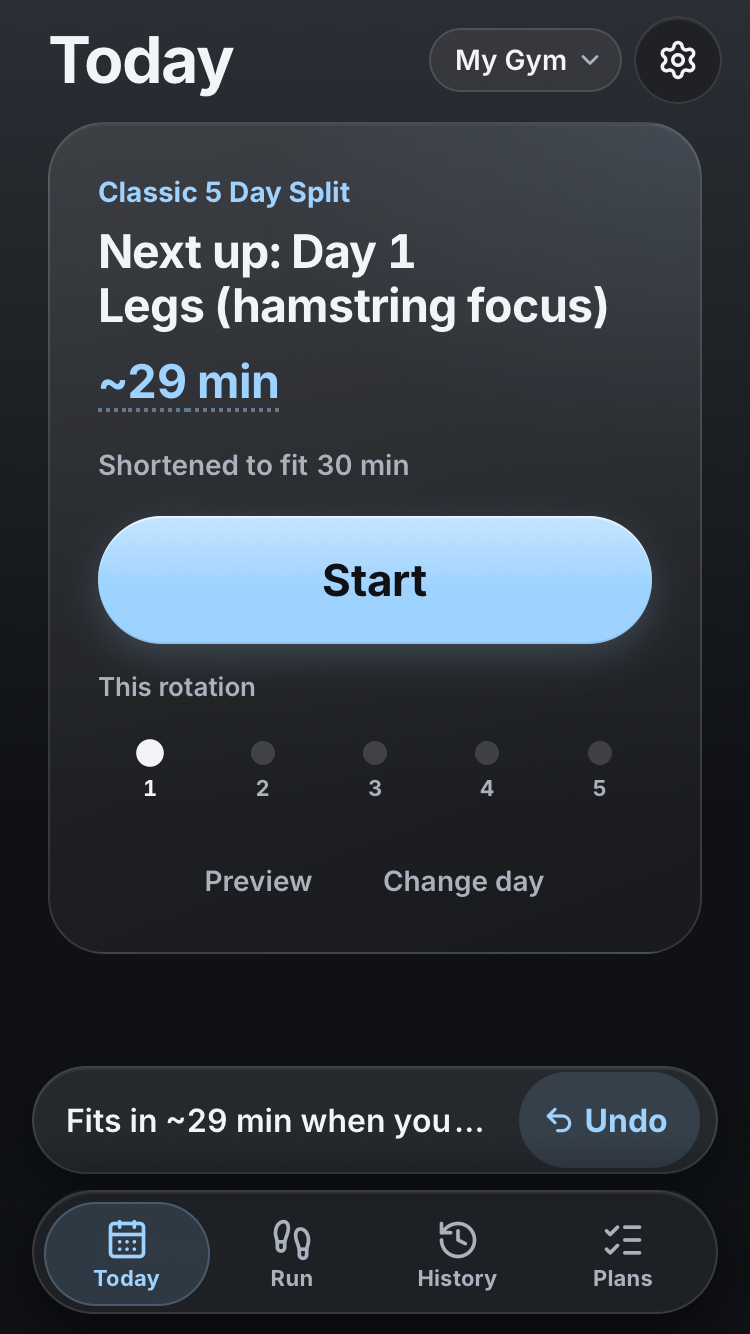 Today
My Gym
Classic 5 Day Split
Next up: Day 1
Legs (hamstring focus)
~29 min
Shortened to fit 30 min
Start
This rotation
1 2 3 4 5
Preview Change day
Fits in ~29 min when you… Undo
Today Run History Plans